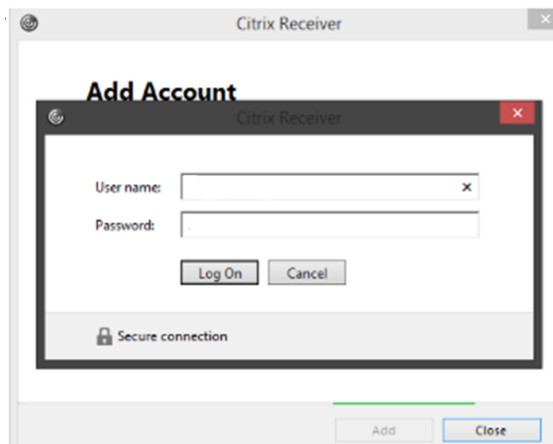 Citrix Receiver
Add Account
Citrix Receiver
User name:
Password:
Log On Cancel
Secure connection
Add Close